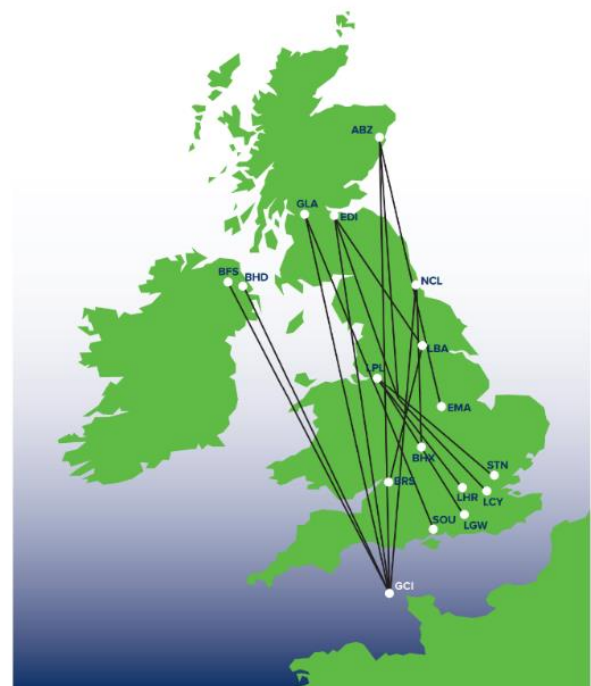 ABZ
GLA
EDI
BFS
BHD
NCL
LBA
LPL
EMA
BHX
STN
BRS
LHR
LCY
SOU
LGW
GCI